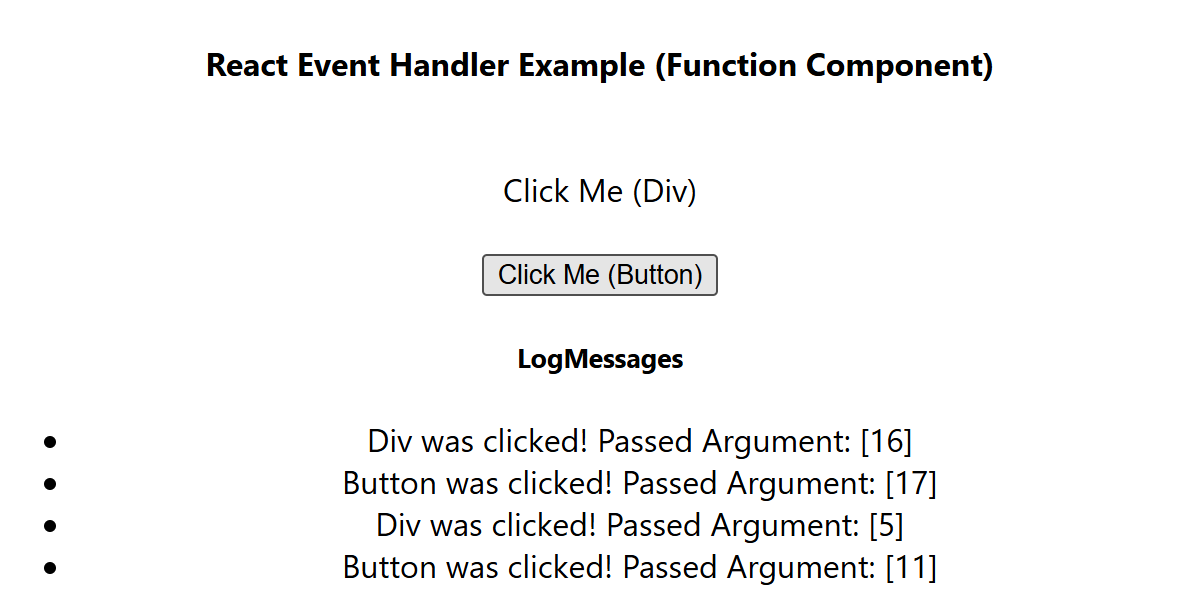 React Event Handler Example (Function Component)
Click Me (Div)
Click Me (Button)
LogMessages
Div was clicked! Passed Argument: [16]
Button was clicked! Passed Argument: [17]
Div was clicked! Passed Argument: [5]
Button was clicked! Passed Argument: [11]